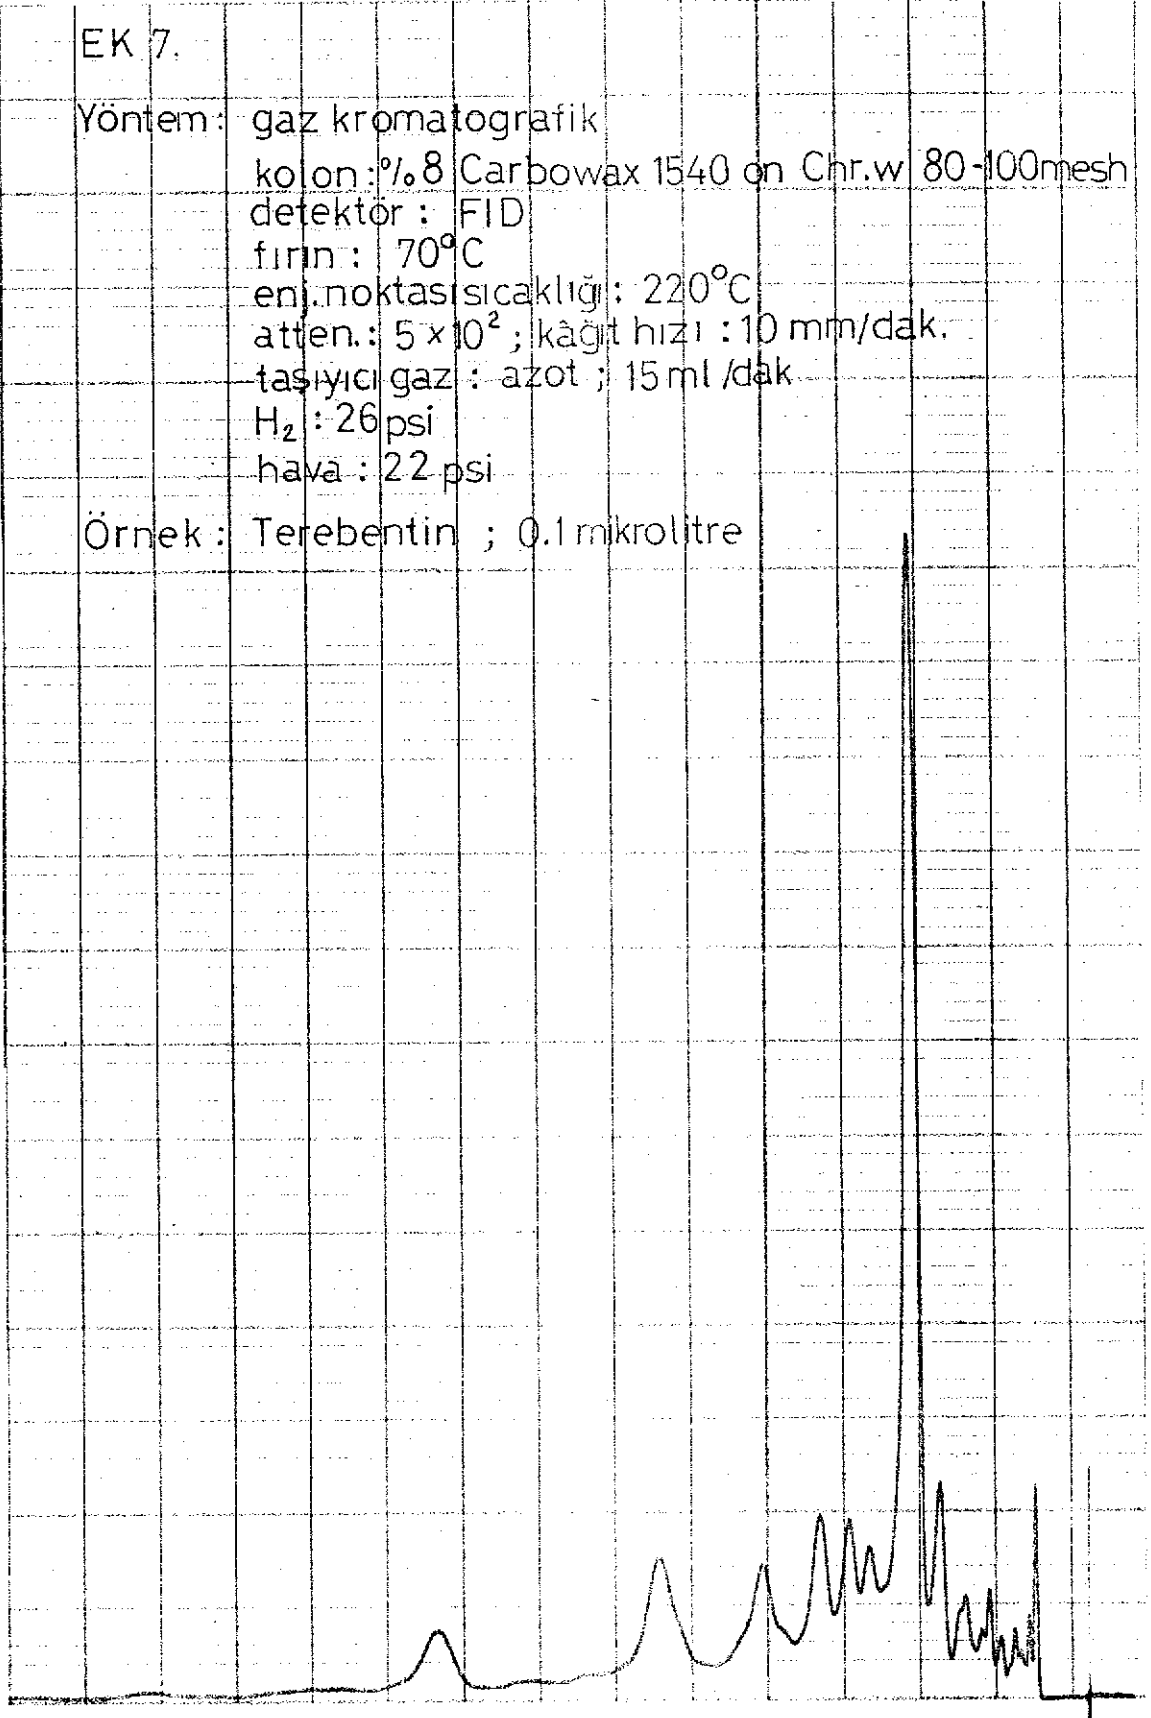 EK 7.
Yöntem: gaz kromatografik
kolon: %8 Carbowax 1540 on Chr.w 80-100mesh
detektör : FID
fırın : 70°C
enj.noktası sıcaklığı : 220°C
atten.: 5 x 10² ; kâğıt hızı : 10 mm/dak.
taşıyıcı gaz : azot ; 15 ml /dak
H₂ : 26 psi
hava : 22 psi
Örnek : Terebentin ; 0.1 mikrolitre